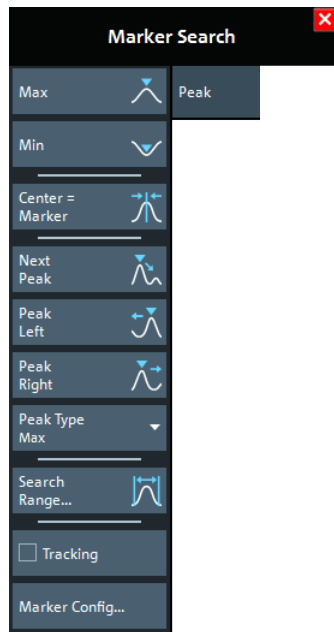 Marker Search
Max
Peak
Min
Center =
Marker
Next
Peak
Peak
Left
Peak
Right
Peak Type
Max
Search
Range...
Tracking
Marker Config...